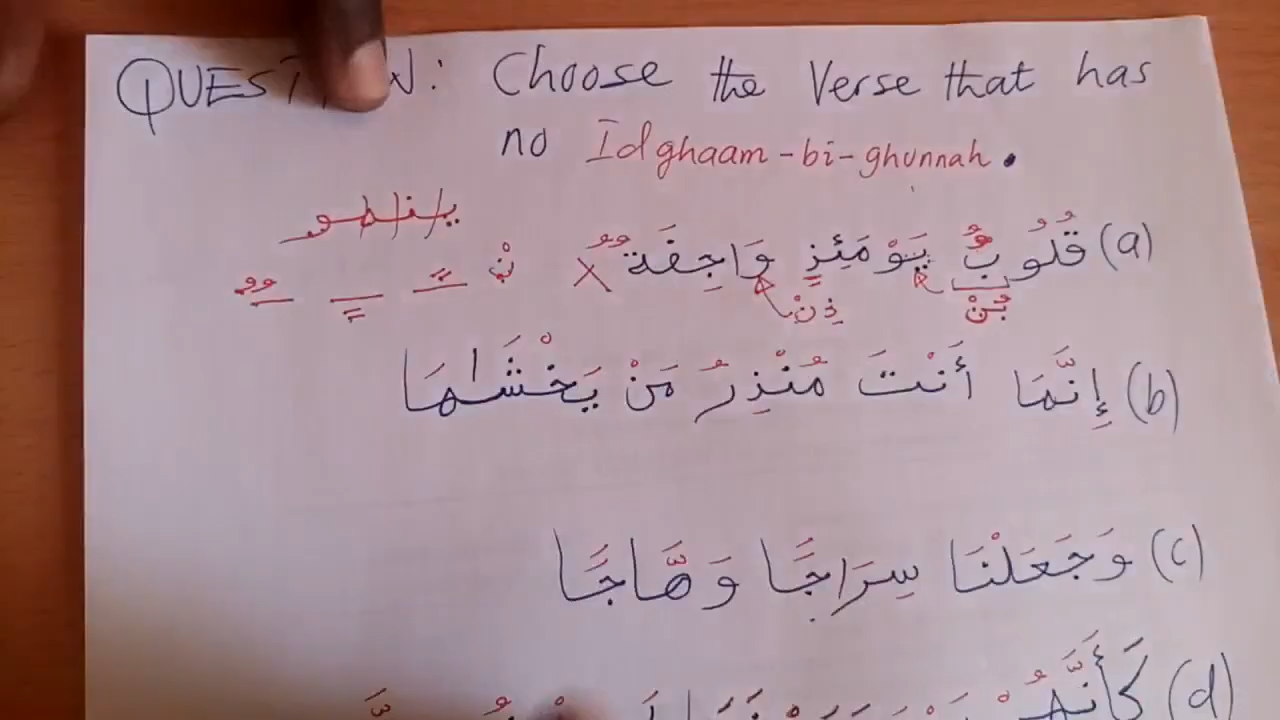 QUESTION: Choose the Verse that has
no Idghaam-bi-ghunnah.
(a) قُلُوبٌ يَوْمَئِزٍ وَاجِفَةٌ X
نْ
ذِنْ
بُنْ
(b) إِنَّمَا أَنْتَ مُنْذِرُ مَنْ يَخْشَاهَا
(c) وَجَعَلْنَا سِرَاجًا وَهَّاجًا
(d) كَأَنَّهُمْ